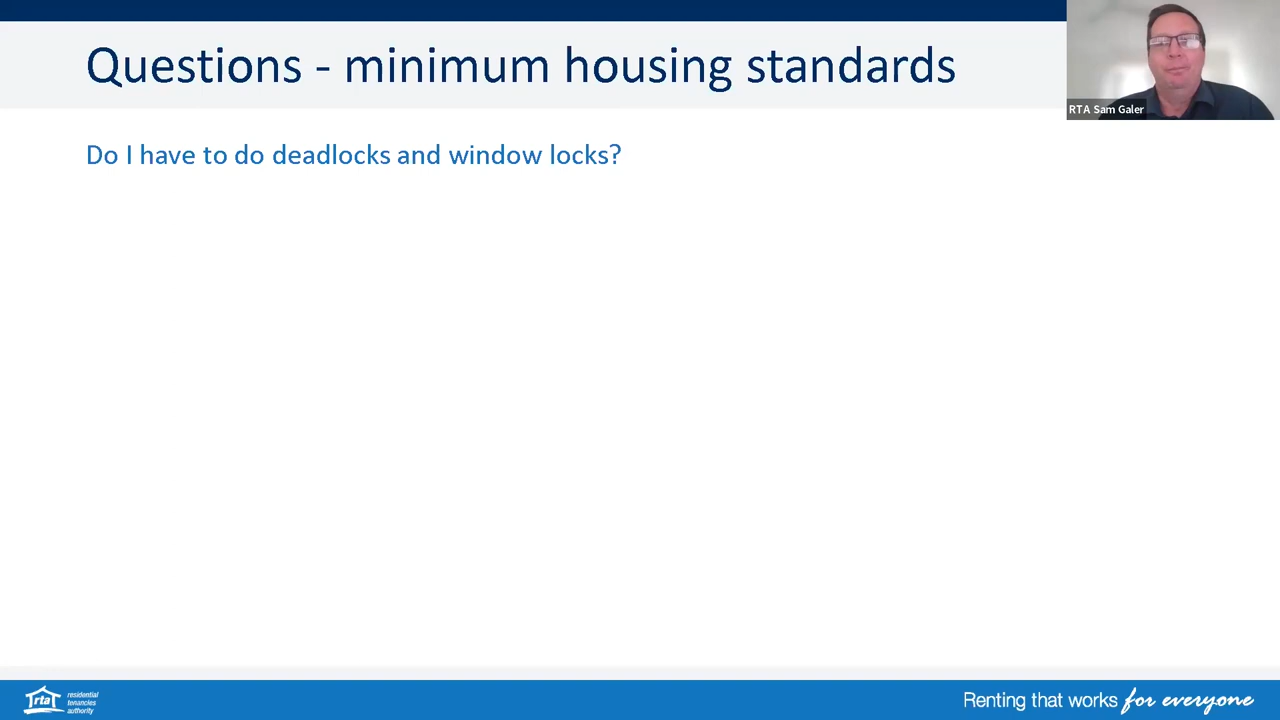 Questions - minimum housing standards
RTA Sam Galer
Do I have to do deadlocks and window locks?
rta
residential
tenancies
authority
Renting that works for everyone